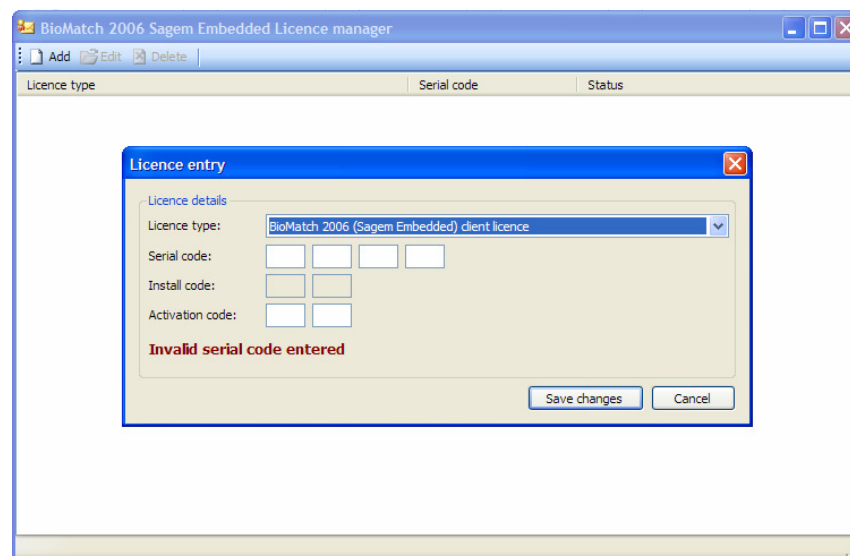 BioMatch 2006 Sagem Embedded Licence manager
Add Edit Delete
Licence type Serial code Status
Licence entry
Licence details
Licence type: BioMatch 2006 (Sagem Embedded) client licence
Serial code:
Install code:
Activation code:
Invalid serial code entered
Save changes Cancel